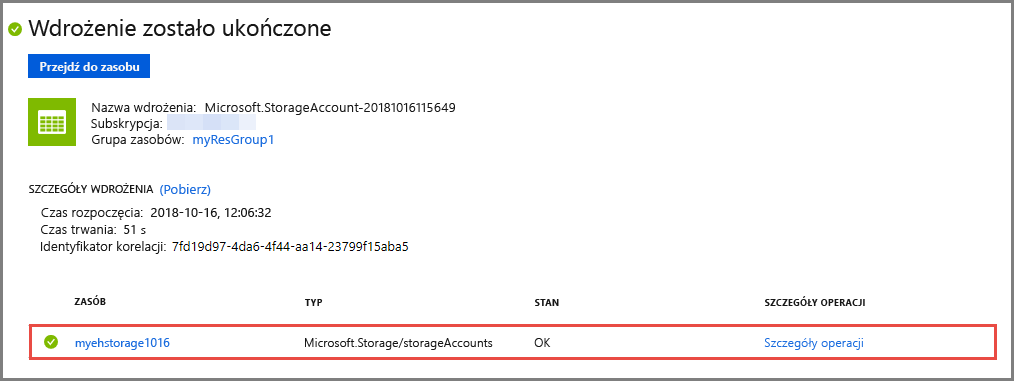 Wdrożenie zostało ukończone
Przejdź do zasobu
Nazwa wdrożenia: Microsoft.StorageAccount-20181016115649
Subskrypcja:
Grupa zasobów: myResGroup1
SZCZEGÓŁY WDROŻENIA (Pobierz)
Czas rozpoczęcia: 2018-10-16, 12:06:32
Czas trwania: 51 s
Identyfikator korelacji: 7fd19d97-4da6-4f44-aa14-23799f15aba5
ZASÓB TYP STAN SZCZEGÓŁY OPERACJI
myehstorage1016 Microsoft.Storage/storageAccounts OK Szczegóły operacji